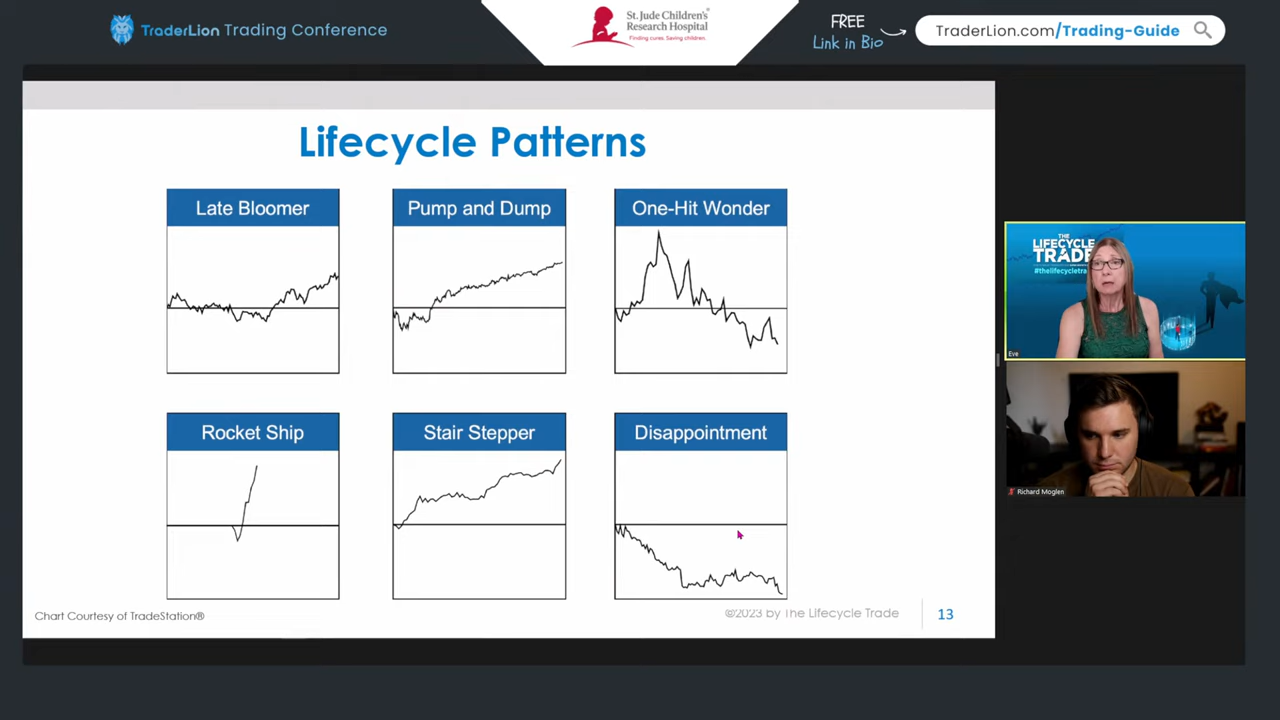 TraderLion Trading Conference
St. Jude Children's
Research Hospital
Finding cures. Saving children.
FREE
Link in Bio
TraderLion.com/Trading-Guide
Lifecycle Patterns
Late Bloomer
Pump and Dump
One-Hit Wonder
Rocket Ship
Stair Stepper
Disappointment
Chart Courtesy of TradeStation®
©2023 by The Lifecycle Trade
13
THE
LIFECYCLE
TRADE
#thelifecycletra
Eve
Richard Moglen